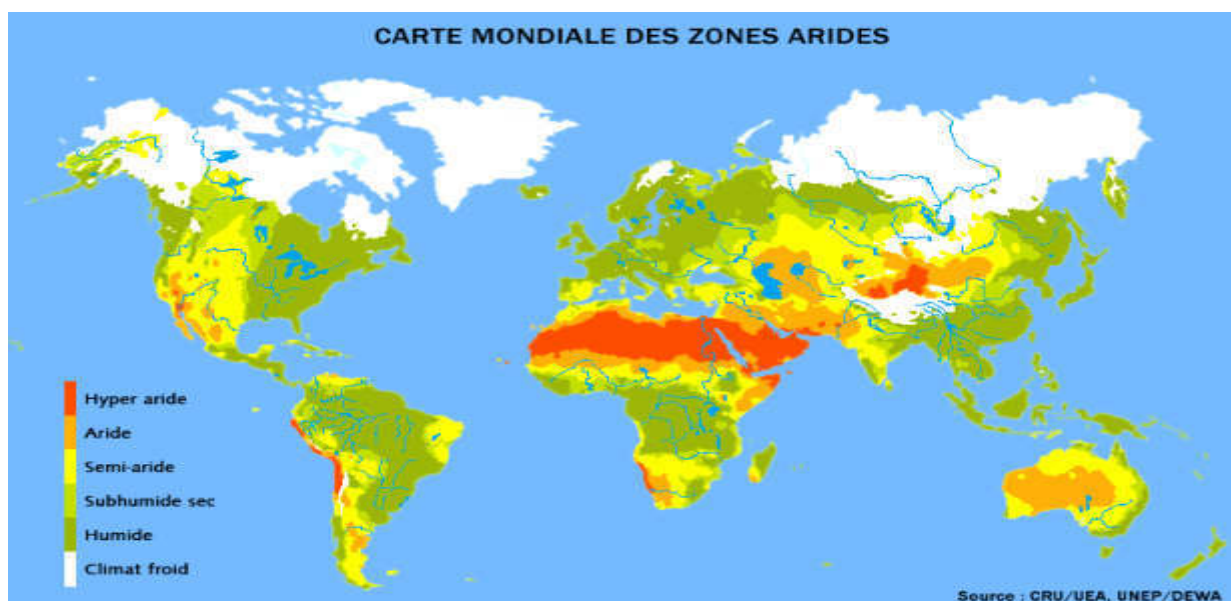 CARTE MONDIALE DES ZONES ARIDES
Hyper aride
Aride
Semi-aride
Subhumide sec
Humide
Climat froid
Source : CRU/UEA, UNEP/DEWA